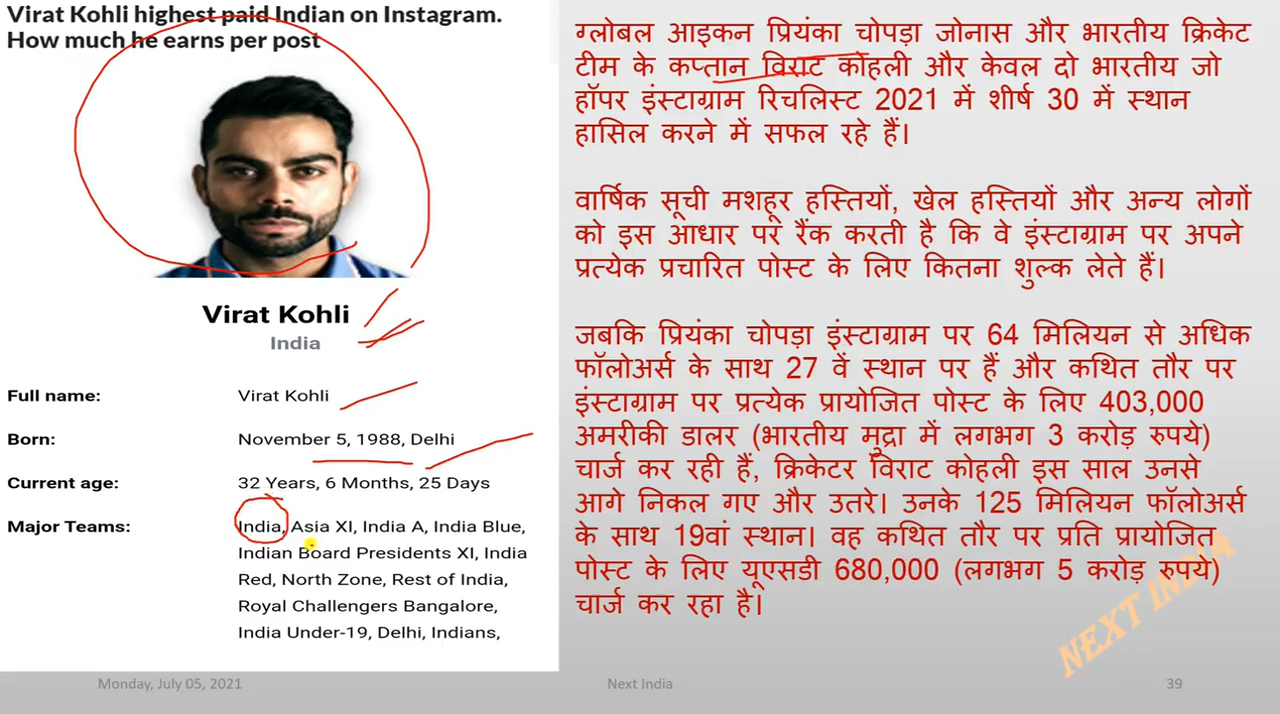 Virat Kohli highest paid Indian on Instagram.
How much he earns per post
Virat Kohli
India
Full name: Virat Kohli
Born: November 5, 1988, Delhi
Current age: 32 Years, 6 Months, 25 Days
Major Teams: India, Asia XI, India A, India Blue,
Indian Board Presidents XI, India
Red, North Zone, Rest of India,
Royal Challengers Bangalore,
India Under-19, Delhi, Indians,
ग्लोबल आइकन प्रियंका चोपड़ा जोनास और भारतीय क्रिकेट
टीम के कप्तान विराट कोहली और केवल दो भारतीय जो
हॉपर इंस्टाग्राम रिचलिस्ट 2021 में शीर्ष 30 में स्थान
हासिल करने में सफल रहे हैं।
वार्षिक सूची मशहूर हस्तियों, खेल हस्तियों और अन्य लोगों
को इस आधार पर रैंक करती है कि वे इंस्टाग्राम पर अपने
प्रत्येक प्रचारित पोस्ट के लिए कितना शुल्क लेते हैं।
जबकि प्रियंका चोपड़ा इंस्टाग्राम पर 64 मिलियन से अधिक
फॉलोअर्स के साथ 27 वें स्थान पर हैं और कथित तौर पर
इंस्टाग्राम पर प्रत्येक प्रायोजित पोस्ट के लिए 403,000
अमरीकी डालर (भारतीय मुद्रा में लगभग 3 करोड़ रुपये)
चार्ज कर रही हैं, क्रिकेटर विराट कोहली इस साल उनसे
आगे निकल गए और उतरे। उनके 125 मिलियन फॉलोअर्स
के साथ 19वां स्थान। वह कथित तौर पर प्रति प्रायोजित
पोस्ट के लिए यूएसडी 680,000 (लगभग 5 करोड़ रुपये)
चार्ज कर रहा है।
NEXT INDIA
Monday, July 05, 2021
Next India
39